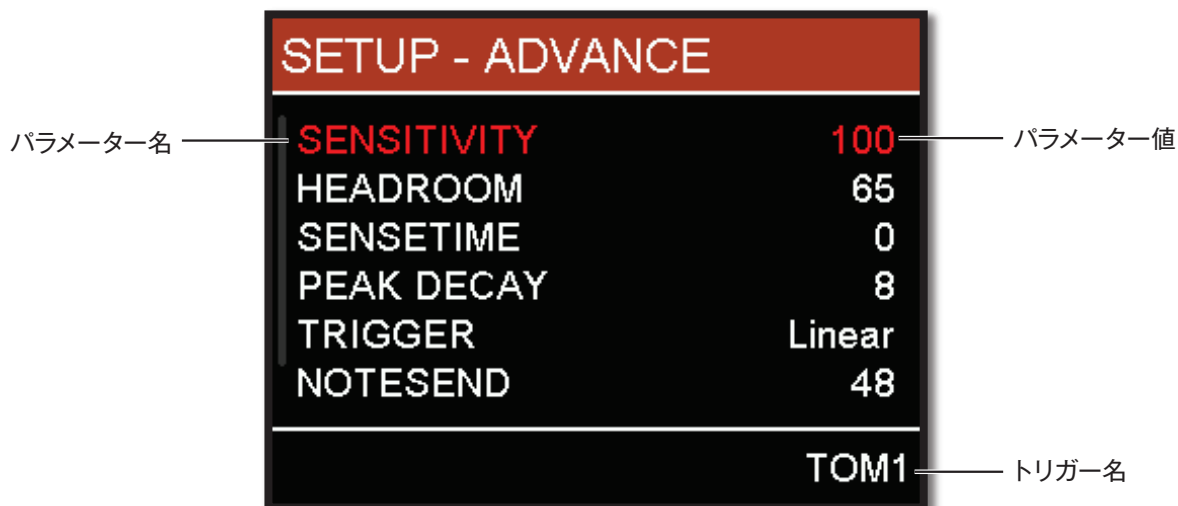 SETUP - ADVANCE
パラメーター名
SENSITIVITY 100
パラメーター値
HEADROOM 65
SENSETIME 0
PEAK DECAY 8
TRIGGER Linear
NOTESEND 48
TOM1
トリガー名